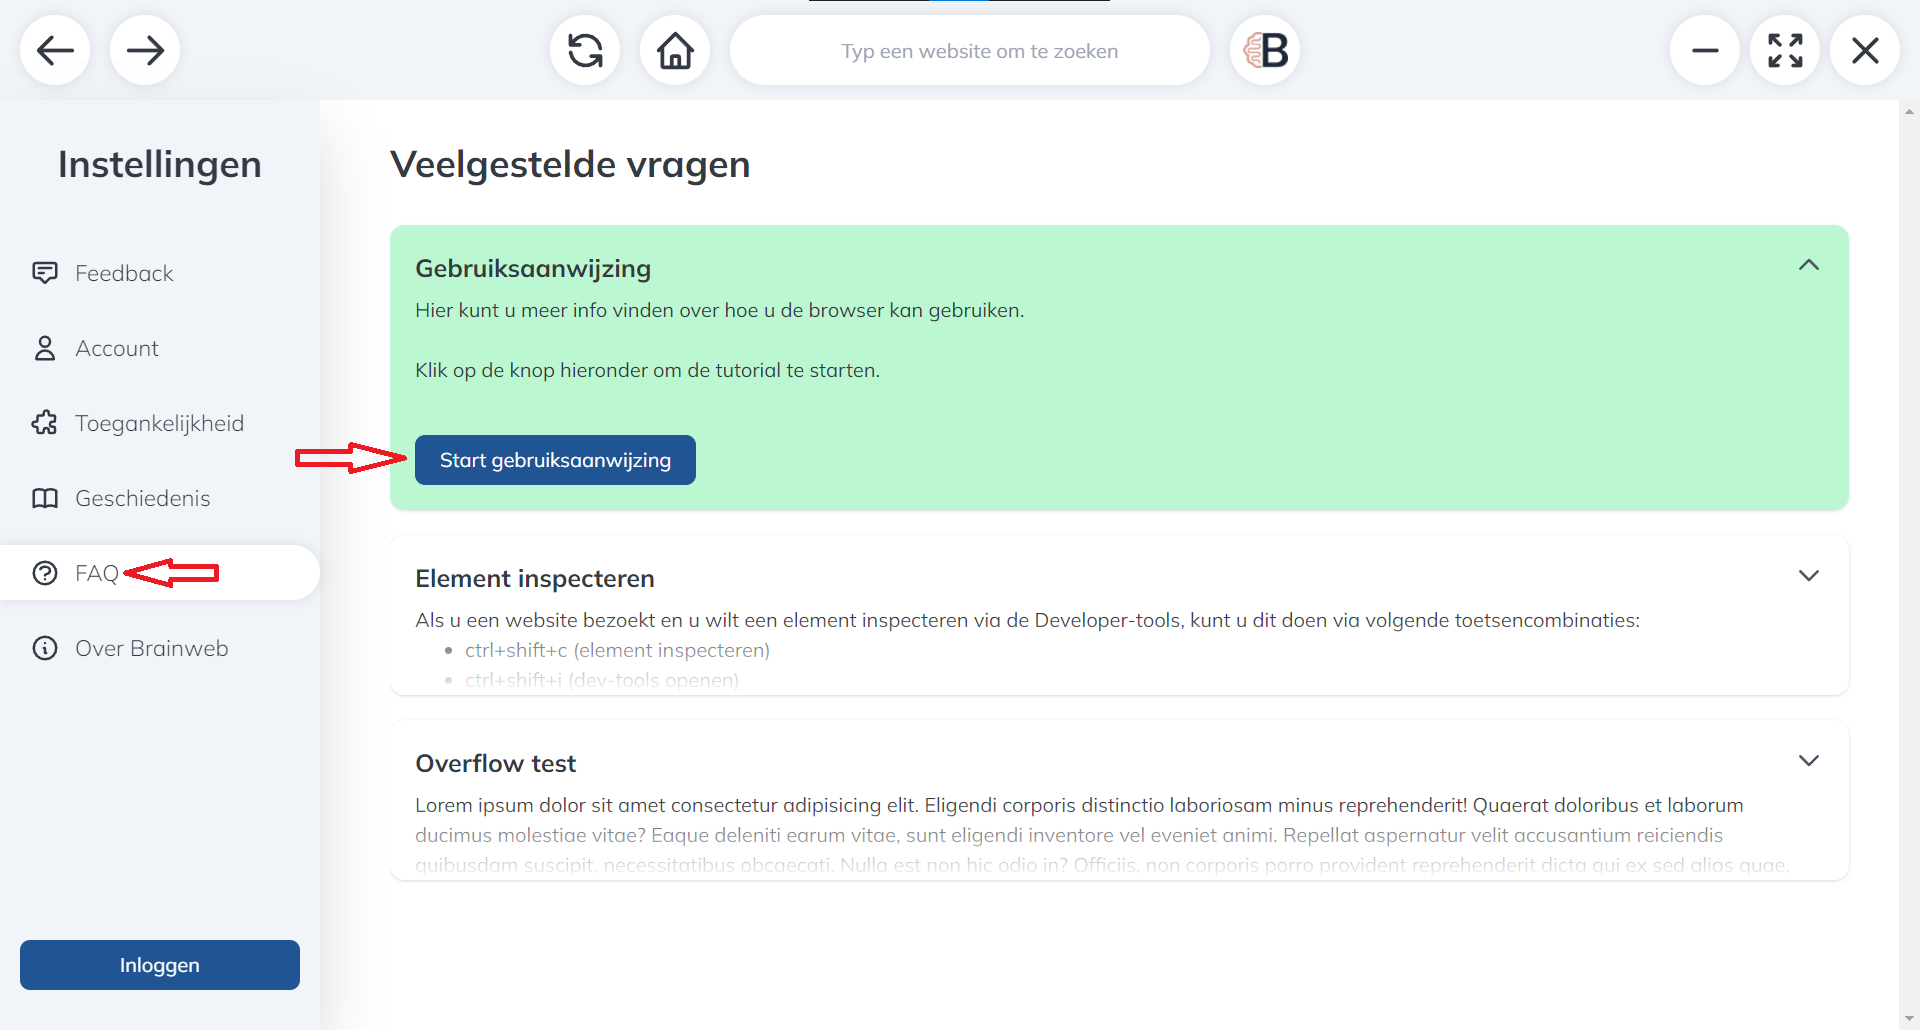 Typ een website om te zoeken
B
Instellingen
Feedback
Account
Toegankelijkheid
Geschiedenis
FAQ
Over Brainweb
Inloggen
Veelgestelde vragen
Gebruiksaanwijzing
Hier kunt u meer info vinden over hoe u de browser kan gebruiken.
Klik op de knop hieronder om de tutorial te starten.
Start gebruiksaanwijzing
Element inspecteren
Als u een website bezoekt en u wilt een element inspecteren via de Developer-tools, kunt u dit doen via volgende toetsencombinaties:
• ctrl+shift+c (element inspecteren)
• ctrl+shift+i (dev-tools openen)
Overflow test
Lorem ipsum dolor sit amet consectetur adipisicing elit. Eligendi corporis distinctio laboriosam minus reprehenderit! Quaerat doloribus et laborum
ducimus molestiae vitae? Eaque deleniti earum vitae, sunt eligendi inventore vel eveniet animi. Repellat aspernatur velit accusantium reiciendis
quibusdam suscipit, necessitatibus obcaecati. Nulla est non hic odio in? Officiis, non corporis porro provident reprehenderit dicta qui ex sed alias quae,